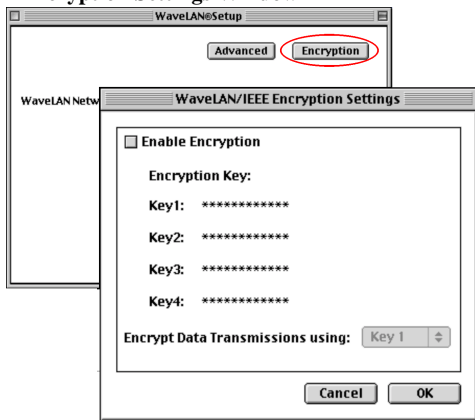 WaveLAN®Setup
Advanced
Encryption
WaveLAN Netw
WaveLAN/IEEE Encryption Settings
Enable Encryption
Encryption Key:
Key1: ************
Key2: ************
Key3: ************
Key4: ************
Encrypt Data Transmissions using: Key 1
Cancel
OK